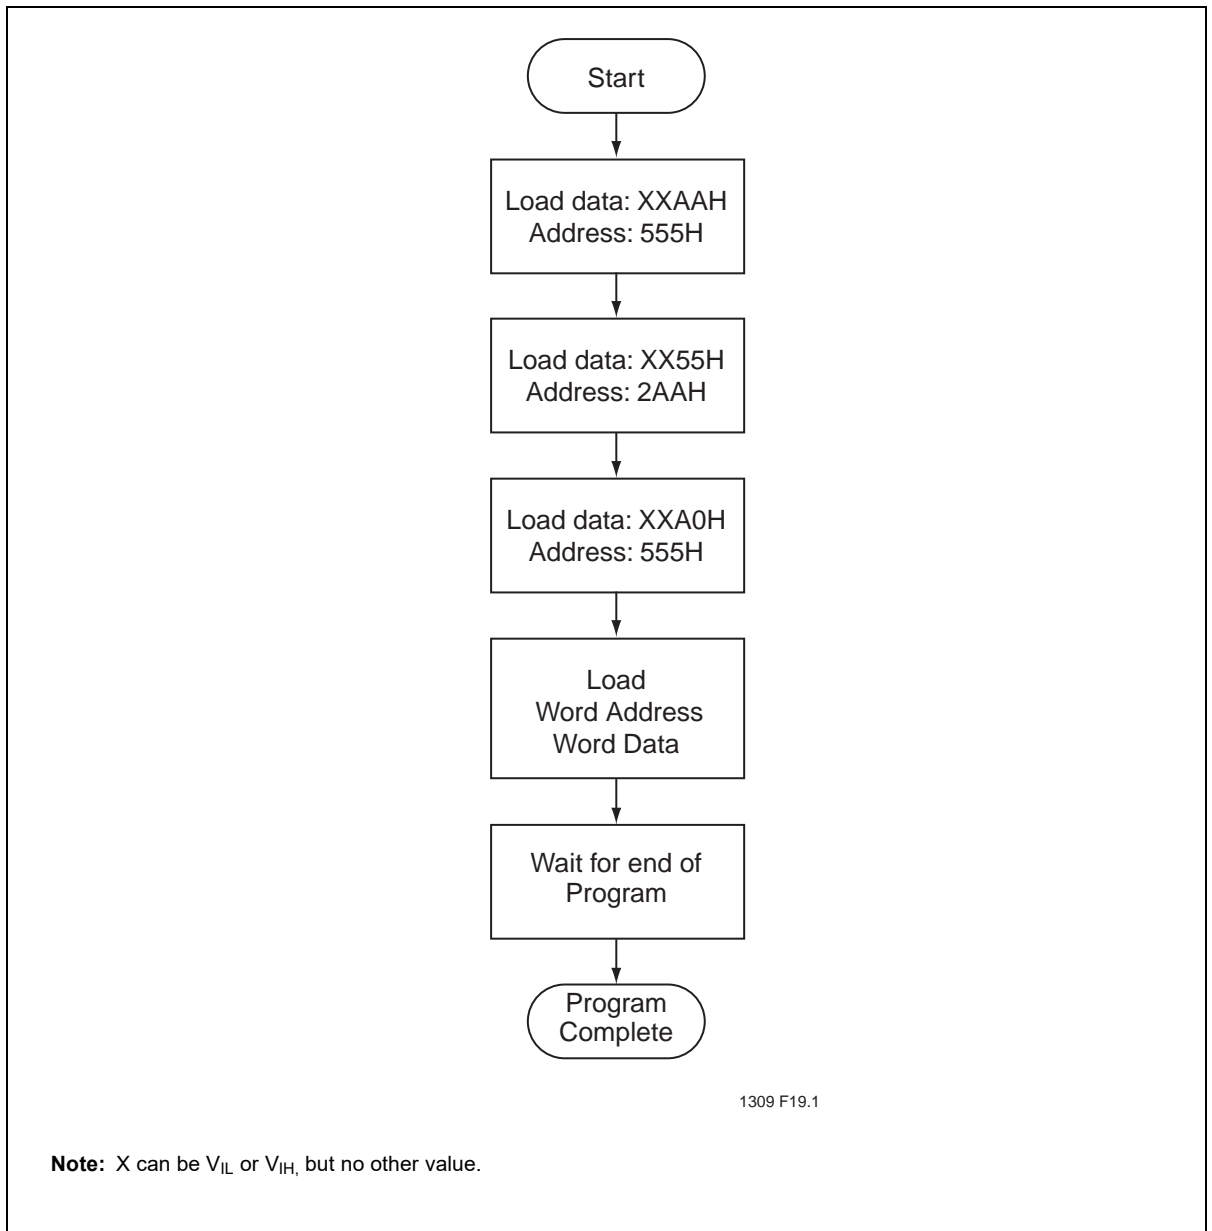 Start
Load data: XXAAH
Address: 555H
Load data: XX55H
Address: 2AAH
Load data: XXA0H
Address: 555H
Load
Word Address
Word Data
Wait for end of
Program
Program
Complete
1309 F19.1
Note: X can be VIL or VIH, but no other value.